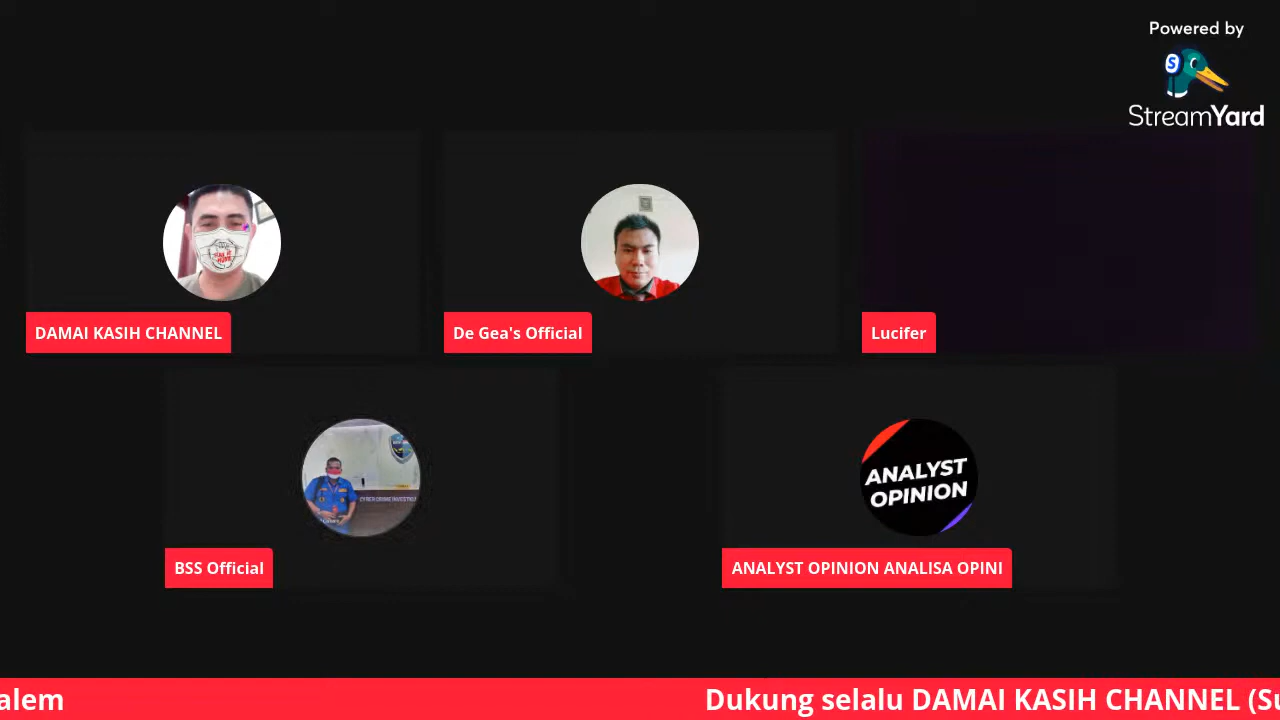 Powered by
StreamYard
DAMAI KASIH CHANNEL
De Gea's Official
Lucifer
BSS Official
ANALYST
OPINION
ANALYST OPINION ANALISA OPINI
alem
Dukung selalu DAMAI KASIH CHANNEL (Su